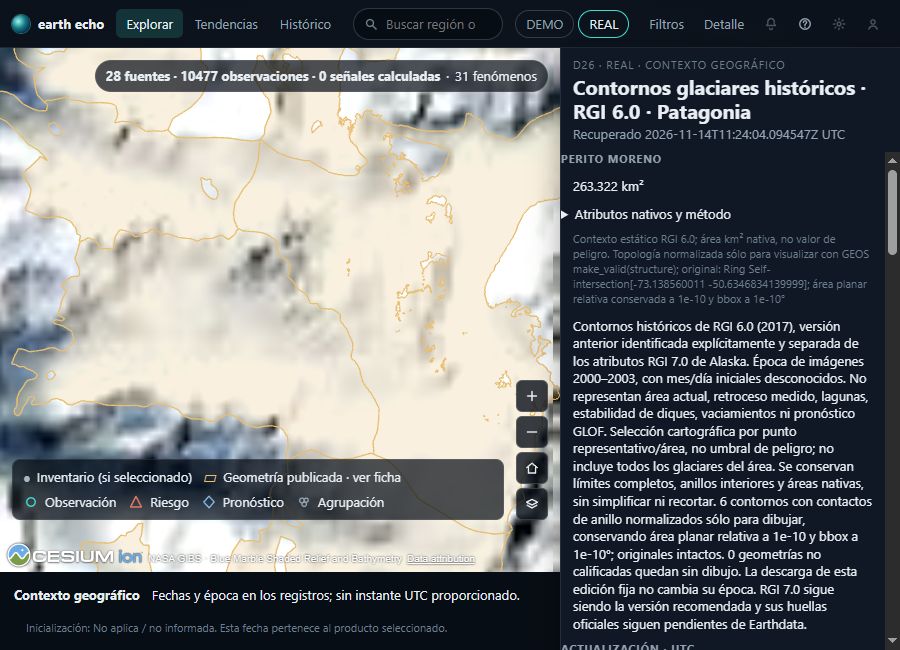 earth echo
Explorar
Tendencias
Histórico
Buscar región o
DEMO
REAL
Filtros
Detalle
28 fuentes · 10477 observaciones · 0 señales calculadas · 31 fenómenos
Inventario (si seleccionado)
Geometría publicada · ver ficha
Observación
Riesgo
Pronóstico
Agrupación
CESIUM ion
NASA GIBS · Blue Marble Shaded Relief and Bathymetry
Data attribution
Contexto geográfico Fechas y época en los registros; sin instante UTC proporcionado.
Inicialización: No aplica / no informada. Esta fecha pertenece al producto seleccionado.
D26 · REAL · CONTEXTO GEOGRÁFICO
Contornos glaciares históricos ·
RGI 6.0 · Patagonia
Recuperado 2026-11-14T11:24:04.094547Z UTC
PERITO MORENO
263.322 km²
Atributos nativos y método
Contexto estático RGI 6.0; área km² nativa, no valor de
peligro. Topología normalizada sólo para visualizar con GEOS
make_valid(structure); original: Ring Self-
intersection[-73.138560011 -50.6346834139999]; área planar
relativa conservada a 1e-10 y bbox a 1e-10°
Contornos históricos de RGI 6.0 (2017), versión
anterior identificada explícitamente y separada de
los atributos RGI 7.0 de Alaska. Época de imágenes
2000–2003, con mes/día iniciales desconocidos. No
representan área actual, retroceso medido, lagunas,
estabilidad de diques, vaciamientos ni pronóstico
GLOF. Selección cartográfica por punto
representativo/área, no umbral de peligro; no
incluye todos los glaciares del área. Se conservan
límites completos, anillos interiores y áreas nativas,
sin simplificar ni recortar. 6 contornos con contactos
de anillo normalizados sólo para dibujar,
conservando área planar relativa a 1e-10 y bbox a
1e-10°; originales intactos. 0 geometrías no
calificadas quedan sin dibujo. La descarga de esta
edición fija no cambia su época. RGI 7.0 sigue
siendo la versión recomendada y sus huellas
oficiales siguen pendientes de Earthdata.
ACTUALIZACIÓN · UTC